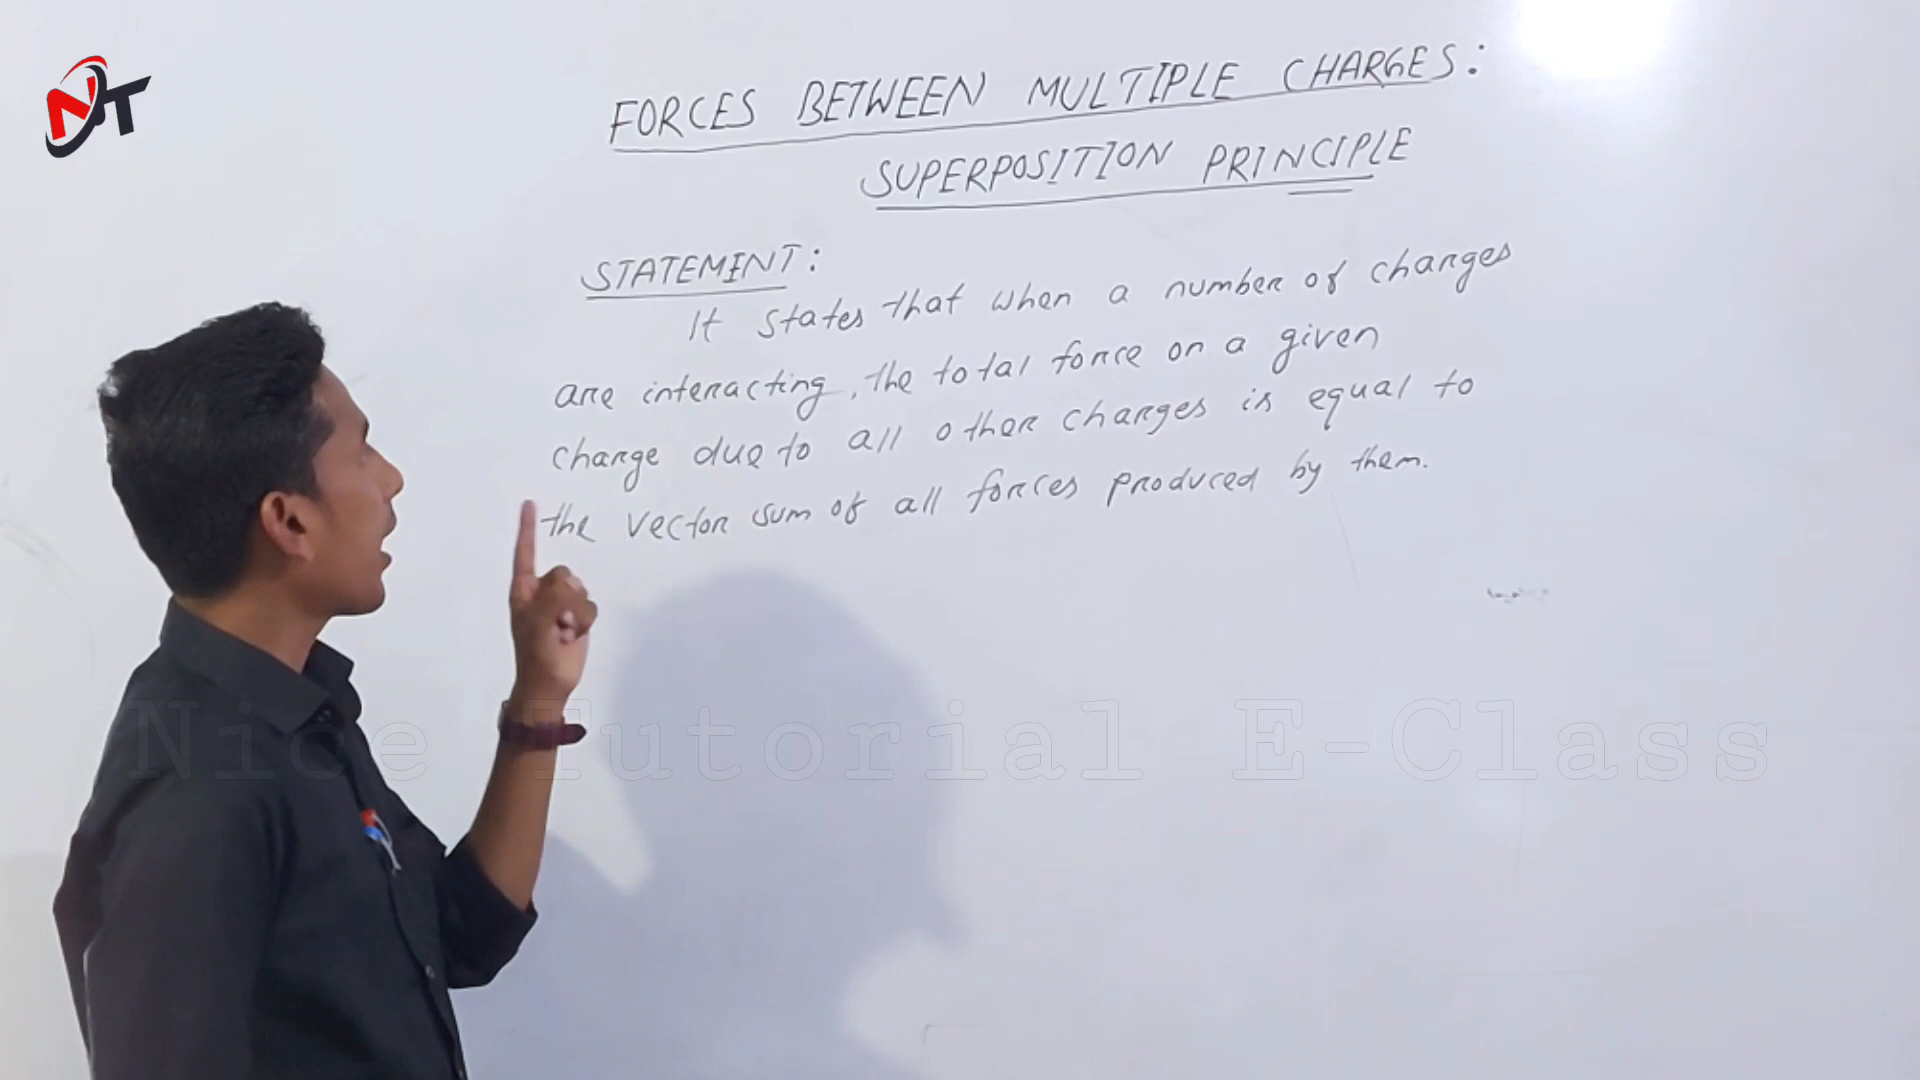 NT
FORCES BETWEEN MULTIPLE CHARGES:
SUPERPOSITION PRINCIPLE
STATEMENT:
It states that when a number of charges
are interacting, the total force on a given
charge due to all other charges is equal to
the vector sum of all forces produced by them.
Nice Tutorial E-Class